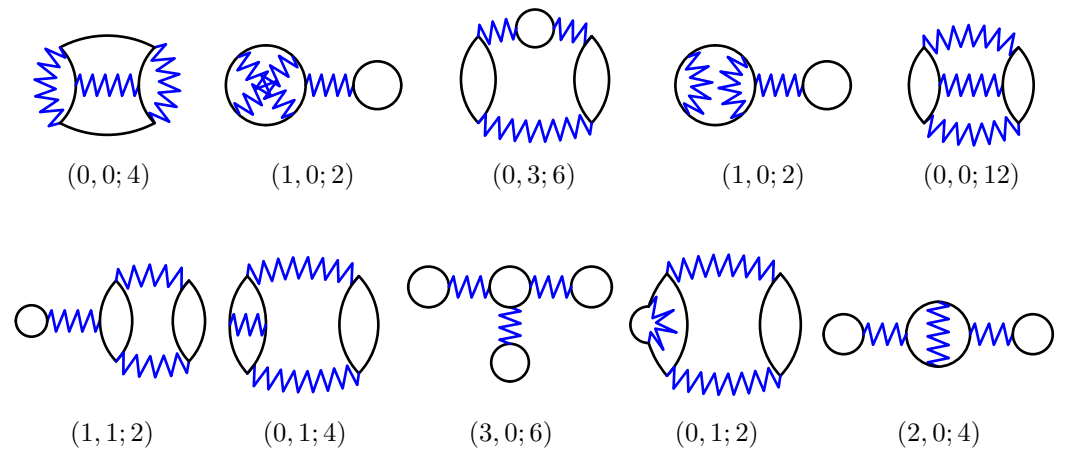 (0, 0; 4) (1, 0; 2) (0, 3; 6) (1, 0; 2) (0, 0; 12)
(1, 1; 2) (0, 1; 4) (3, 0; 6) (0, 1; 2) (2, 0; 4)